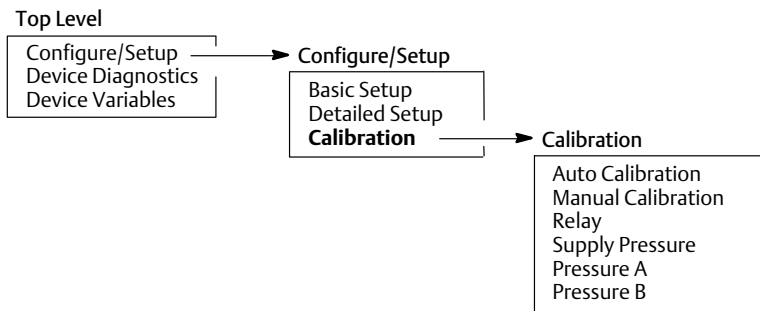 Top Level
Configure/Setup
Device Diagnostics
Device Variables
Configure/Setup
Basic Setup
Detailed Setup
Calibration
Calibration
Auto Calibration
Manual Calibration
Relay
Supply Pressure
Pressure A
Pressure B